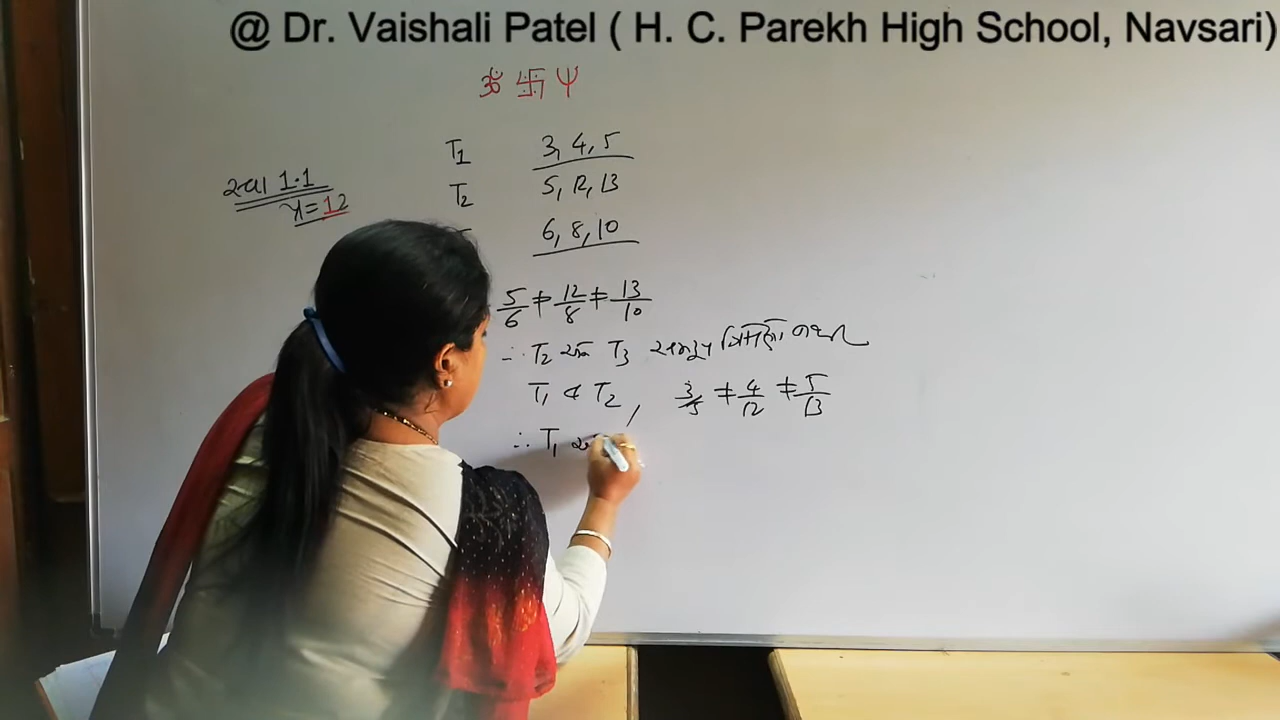 @ Dr. Vaishali Patel ( H. C. Parekh High School, Navsari)
ૐ 卐 Ψ
T₁ 3, 4, 5
સ્વા 1.1
T₂ 5, 12, 13
x=12
6, 8, 10
5/6 ≠ 12/8 ≠ 13/10
∴ T₂ અને T₃ સમરૂપ ત્રિકોણો નથી
T₁ અ T₂, 3/5 ≠ 4/12 ≠ 5/13
∴ T₁